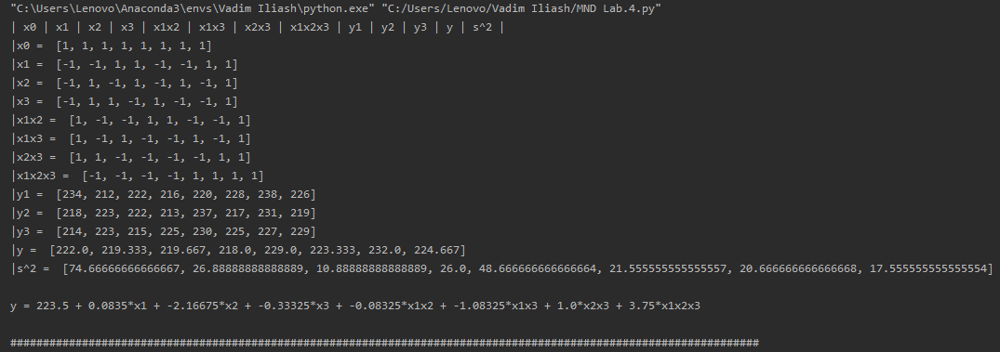 "C:\Users\Lenovo\Anaconda3\envs\Vadim Iliash\python.exe" "C:/Users/Lenovo/Vadim Iliash/MND Lab.4.py"
| x0 | x1 | x2 | x3 | x1x2 | x1x3 | x2x3 | x1x2x3 | y1 | y2 | y3 | y | s^2 |
|x0 =  [1, 1, 1, 1, 1, 1, 1, 1]
|x1 =  [-1, -1, 1, 1, -1, -1, 1, 1]
|x2 =  [-1, 1, -1, 1, -1, 1, -1, 1]
|x3 =  [-1, 1, 1, -1, 1, -1, -1, 1]
|x1x2 =  [1, -1, -1, 1, 1, -1, -1, 1]
|x1x3 =  [1, -1, 1, -1, -1, 1, -1, 1]
|x2x3 =  [1, 1, -1, -1, -1, -1, 1, 1]
|x1x2x3 =  [-1, -1, -1, -1, 1, 1, 1, 1]
|y1 =  [234, 212, 222, 216, 220, 228, 238, 226]
|y2 =  [218, 223, 222, 213, 237, 217, 231, 219]
|y3 =  [214, 223, 215, 225, 230, 225, 227, 229]
|y =  [222.0, 219.333, 219.667, 218.0, 229.0, 223.333, 232.0, 224.667]
|s^2 =  [74.66666666666667, 26.88888888888889, 10.88888888888889, 26.0, 48.666666666666664, 21.555555555555557, 20.666666666666668, 17.555555555555554]
y = 223.5 + 0.0835*x1 + -2.16675*x2 + -0.33325*x3 + -0.08325*x1x2 + -1.08325*x1x3 + 1.0*x2x3 + 3.75*x1x2x3
###################################################################################################################